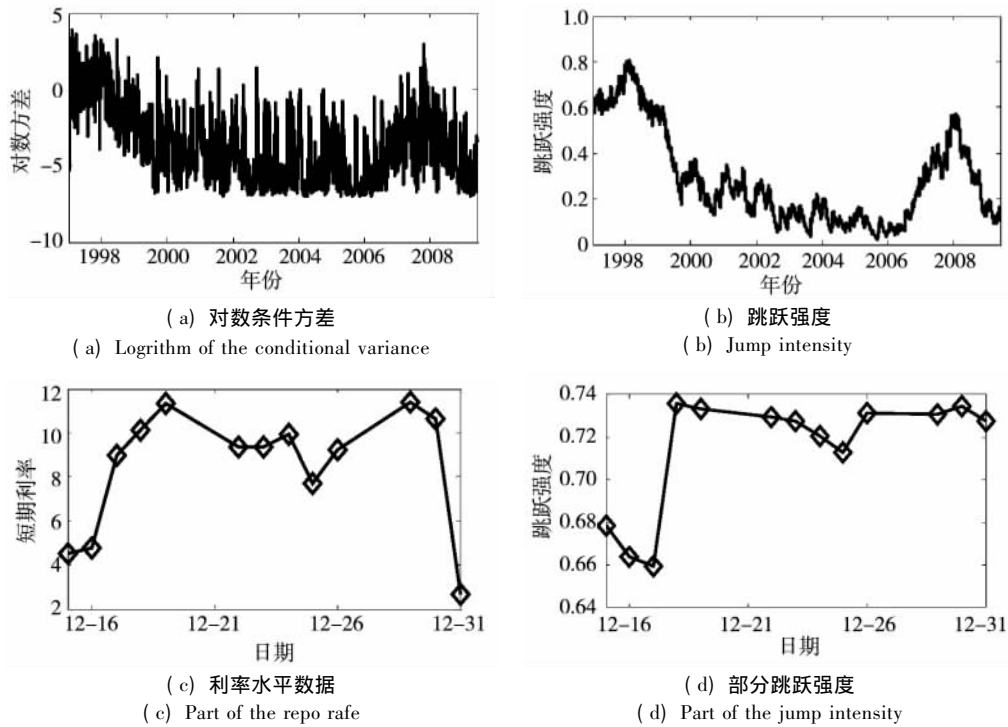 5
0
−5
−10
对数方差
1998 2000 2002 2004 2006 2008
年份
(a) 对数条件方差
(a) Logrithm of the conditional variance
1.0
0.8
0.6
0.4
0.2
0
跳跃强度
1998 2000 2002 2004 2006 2008
年份
(b) 跳跃强度
(b) Jump intensity
12
10
8
6
4
2
短期利率
12−16 12−21 12−26 12−31
日期
(c) 利率水平数据
(c) Part of the repo rafe
0.74
0.72
0.70
0.68
0.66
0.64
跳跃强度
12−16 12−21 12−26 12−31
日期
(d) 部分跳跃强度
(d) Part of the jump intensity